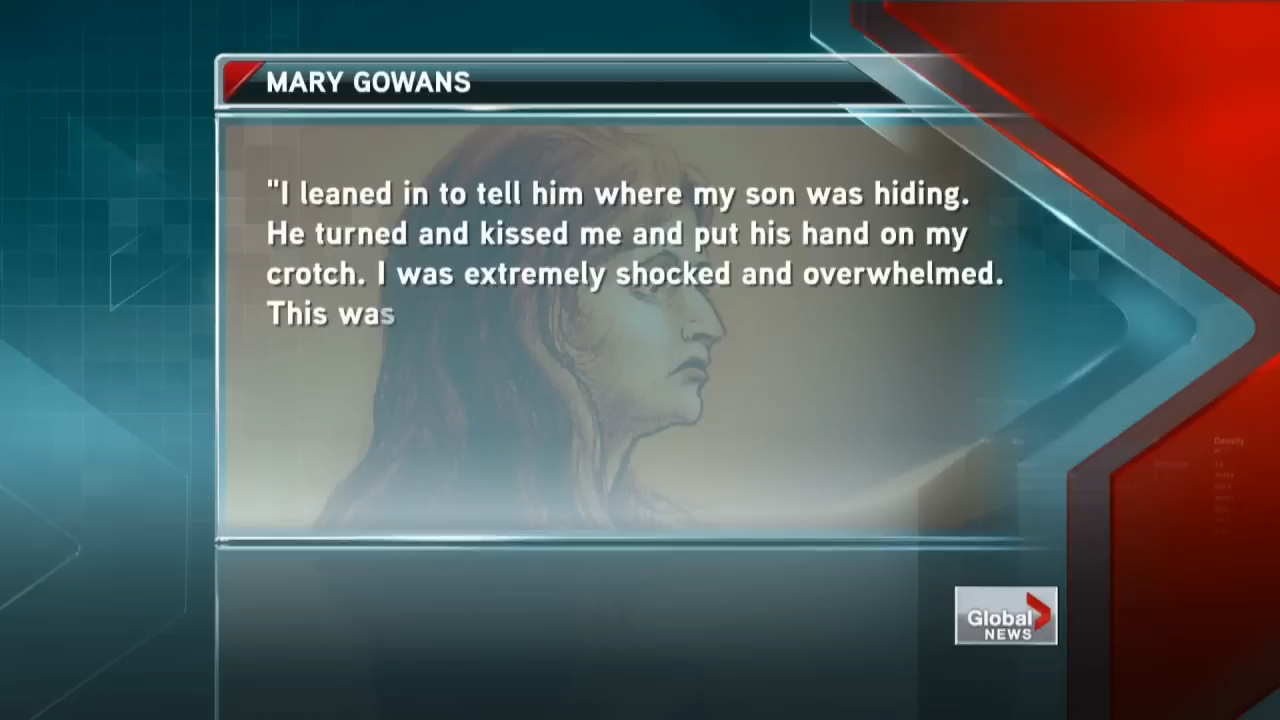 MARY GOWANS
"I leaned in to tell him where my son was hiding.
He turned and kissed me and put his hand on my
crotch. I was extremely shocked and overwhelmed.
This was
Density
Global
NEWS